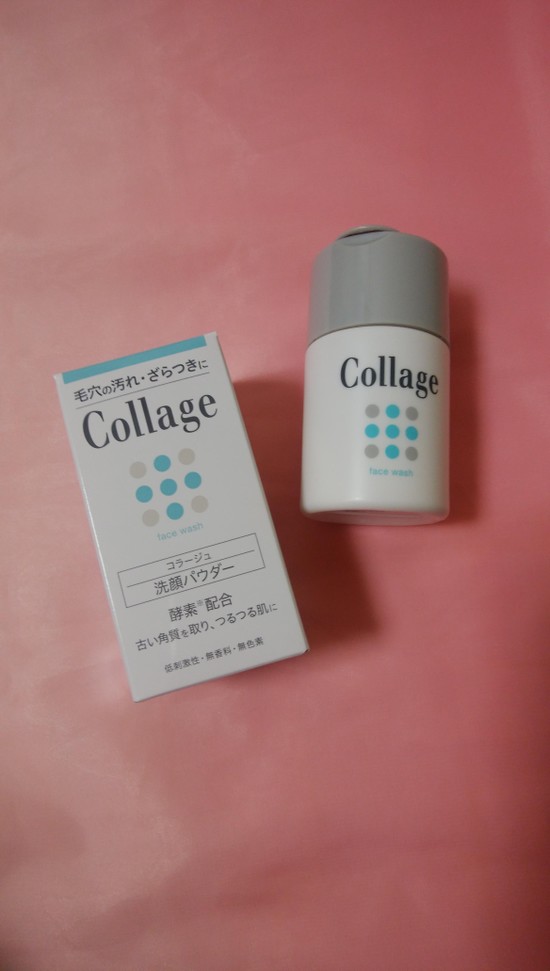 毛穴の汚れ・ざらつきに
Collage
face wash
コラージュ
洗顔パウダー
酵素※配合
古い角質を取り、つるつる肌に
低刺激性・無香料・無色素
Collage
face wash